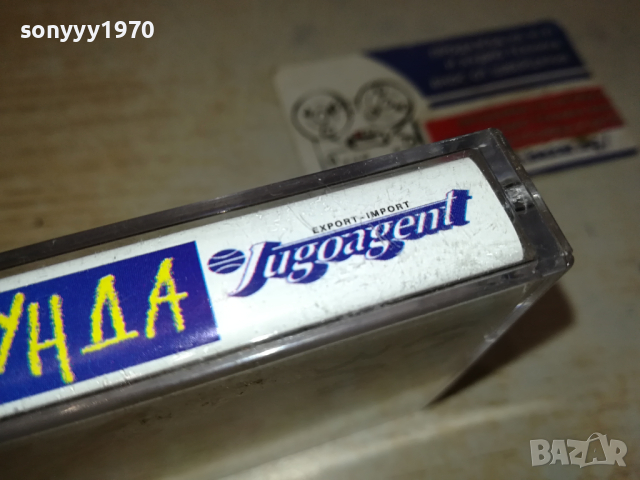 sonyyy1970
EXPORT-IMPORT
Jugoagent
УНДА
BAZAR